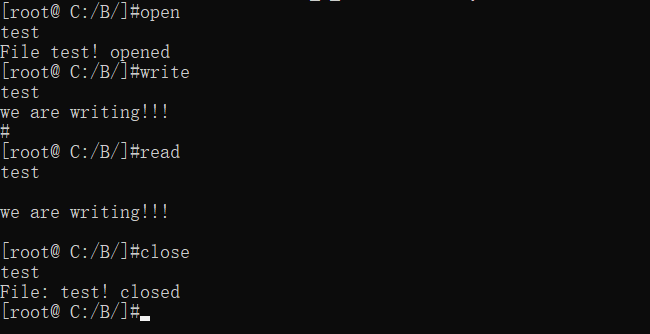 [root@ C:/B/]#open
test
File test! opened
[root@ C:/B/]#write
test
we are writing!!!
#
[root@ C:/B/]#read
test
we are writing!!!
[root@ C:/B/]#close
test
File: test! closed
[root@ C:/B/]#